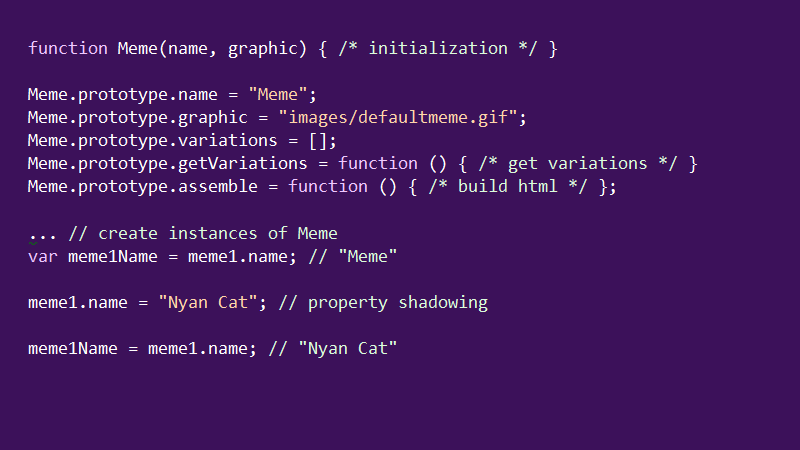 function Meme(name, graphic) { /* initialization */ }
Meme.prototype.name = "Meme";
Meme.prototype.graphic = "images/defaultmeme.gif";
Meme.prototype.variations = [];
Meme.prototype.getVariations = function () { /* get variations */ }
Meme.prototype.assemble = function () { /* build html */ };
... // create instances of Meme
var meme1Name = meme1.name; // "Meme"
meme1.name = "Nyan Cat"; // property shadowing
meme1Name = meme1.name; // "Nyan Cat"